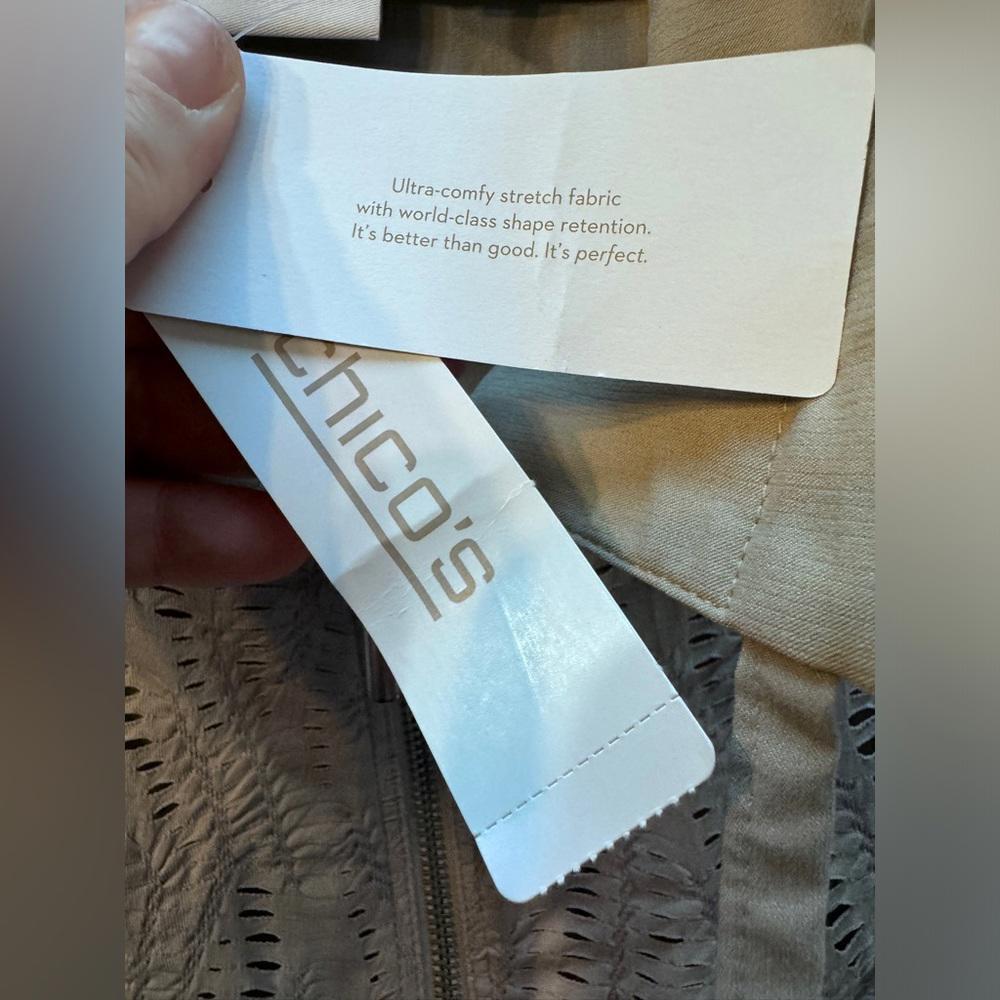 Ultra-comfy stretch fabric
with world-class shape retention.
It's better than good. It's perfect.
chico's